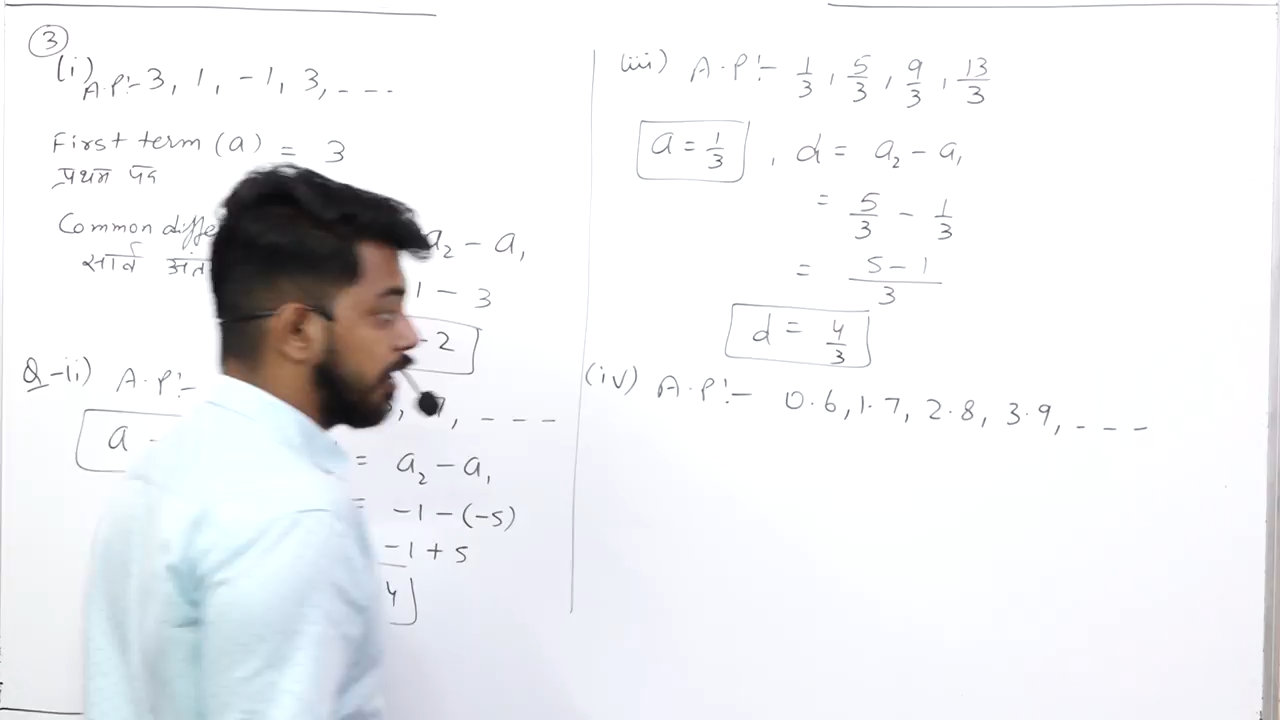 3
(i) A.P:- 3, 1, -1, 3, - - -
First term (a) = 3
प्रथम पद
Common
सार्व
a₂ - a₁
1 - 3
-2
Q-(ii) A.P:-
, - - -
a
= a₂ - a₁
= -1 - (-5)
-1 + 5
4
(iii) A.P:- 1/3, 5/3, 9/3, 13/3
a = 1/3, d = a₂ - a₁
= 5/3 - 1/3
= 5-1/3
d = 4/3
(iv) A.P:- 0.6, 1.7, 2.8, 3.9, - - -